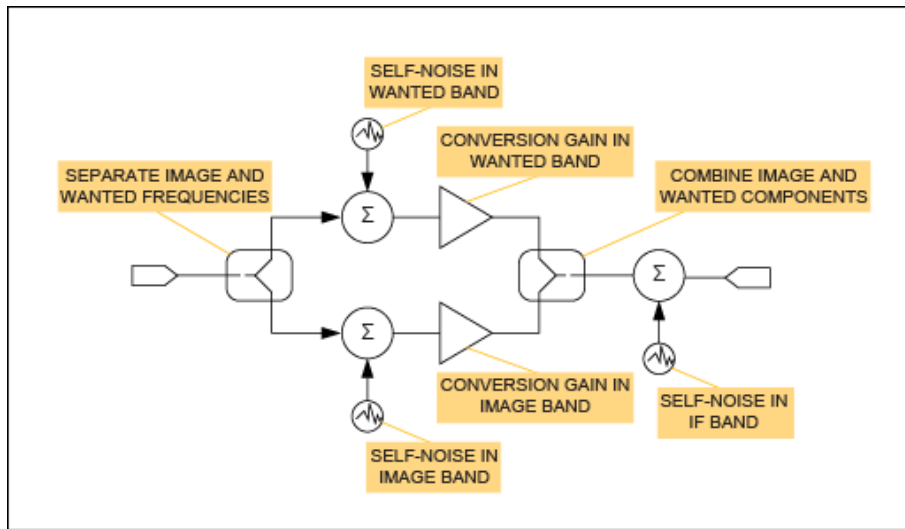 SELF-NOISE IN
WANTED BAND
CONVERSION GAIN IN
WANTED BAND
SEPARATE IMAGE AND
WANTED FREQUENCIES
COMBINE IMAGE AND
WANTED COMPONENTS
Σ
Σ
Σ
CONVERSION GAIN IN
IMAGE BAND
SELF-NOISE IN
IF BAND
SELF-NOISE IN
IMAGE BAND